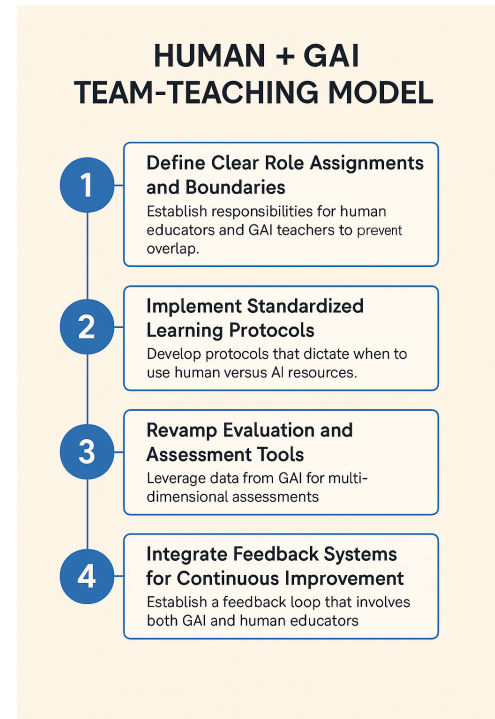 HUMAN + GAI
TEAM-TEACHING MODEL
1
Define Clear Role Assignments
and Boundaries
Establish responsibilities for human
educators and GAI teachers to prevent
overlap.
2
Implement Standardized
Learning Protocols
Develop protocols that dictate when to
use human versus AI resources.
3
Revamp Evaluation and
Assessment Tools
Leverage data from GAI for multi-
dimensional assessments
4
Integrate Feedback Systems
for Continuous Improvement
Establish a feedback loop that involves
both GAI and human educators